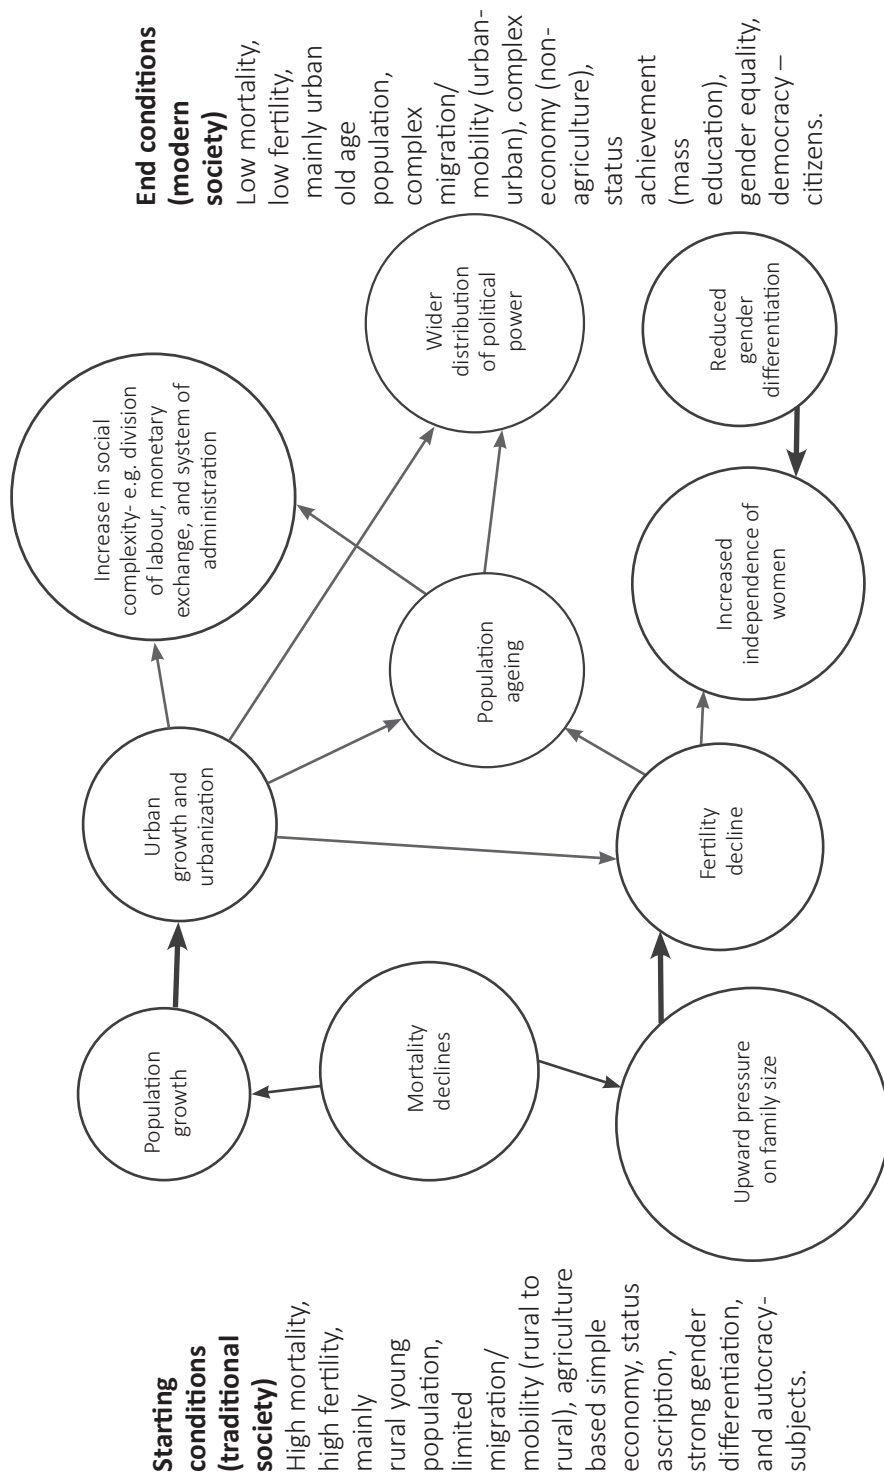 Starting
conditions
(traditional
society)
High mortality,
high fertility,
mainly
rural young
population,
limited
migration/
mobility (rural to
rural), agriculture
based simple
economy, status
ascription,
strong gender
differentiation,
and autocracy-
subjects.
Population
growth
Mortality
declines
Upward pressure
on family size
Urban
growth and
urbanization
Fertility
decline
Population
ageing
Increase in social
complexity- e.g. division
of labour, monetary
exchange, and system of
administration
Increased
independence of
women
Wider
distribution
of political
power
Reduced
gender
differentiation
End conditions
(modern
society)
Low mortality,
low fertility,
mainly urban
old age
population,
complex
migration/
mobility (urban-
urban), complex
economy (non-
agriculture),
status
achievement
(mass
education),
gender equality,
democracy –
citizens.